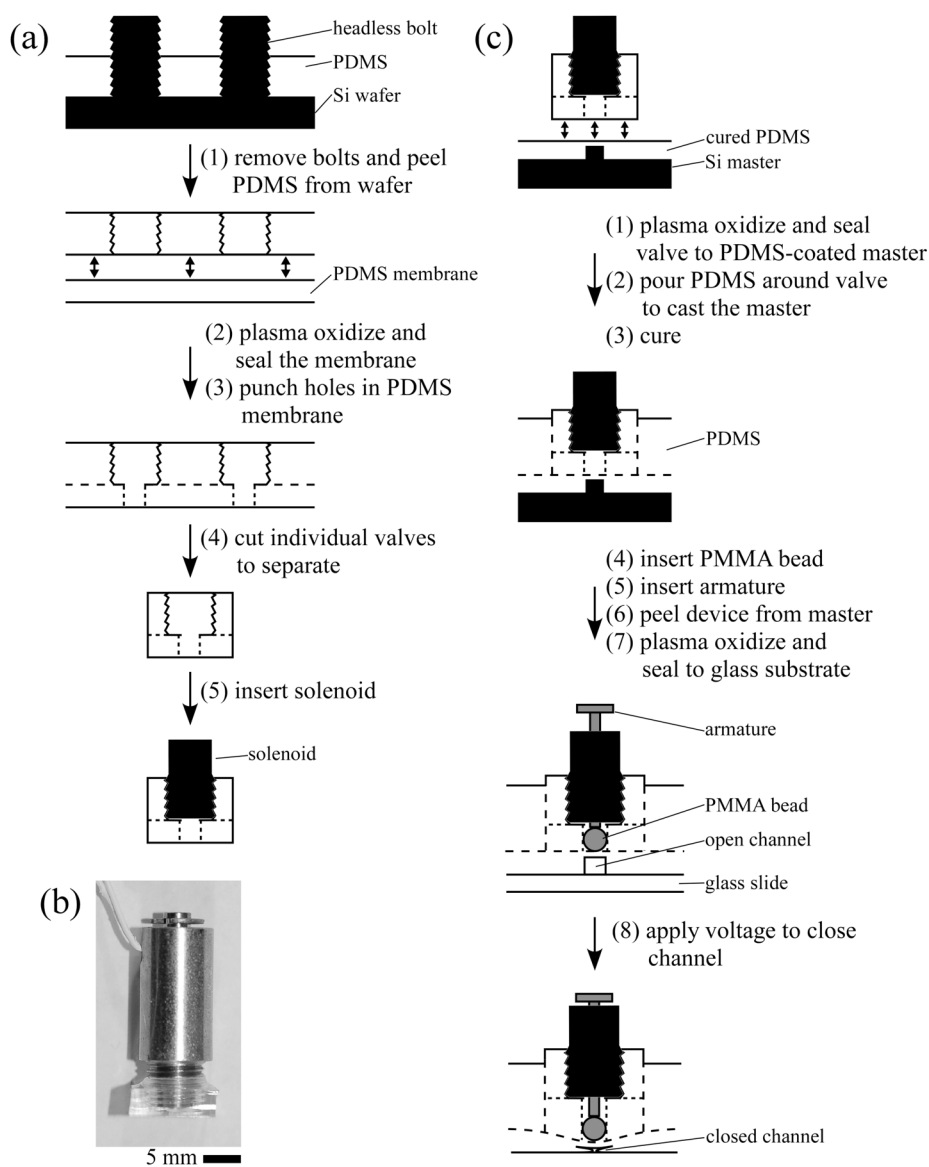 (a)
headless bolt
PDMS
Si wafer
(1) remove bolts and peel
PDMS from wafer
PDMS membrane
(2) plasma oxidize and
seal the membrane
(3) punch holes in PDMS
membrane
(4) cut individual valves
to separate
(5) insert solenoid
solenoid
(b)
5 mm
(c)
cured PDMS
Si master
(1) plasma oxidize and seal
valve to PDMS-coated master
(2) pour PDMS around valve
to cast the master
(3) cure
PDMS
(4) insert PMMA bead
(5) insert armature
(6) peel device from master
(7) plasma oxidize and
seal to glass substrate
armature
PMMA bead
open channel
glass slide
(8) apply voltage to close
channel
closed channel